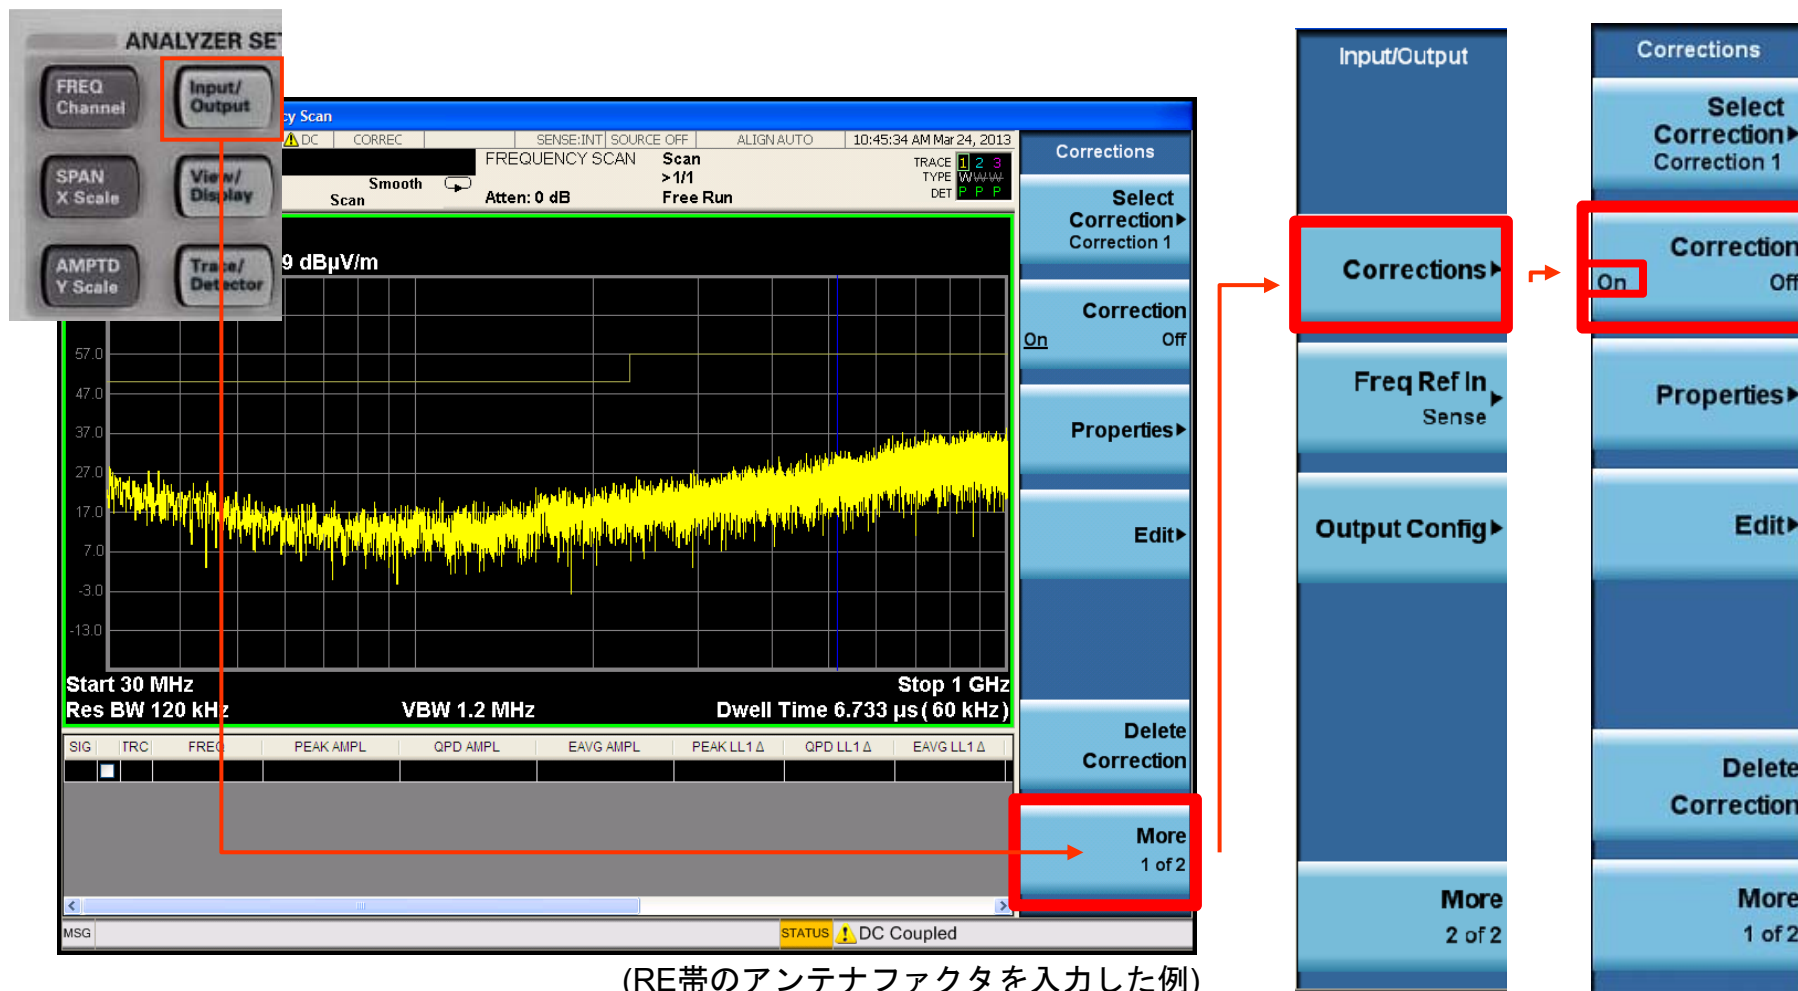 ANALYZER SE
FREQ
Channel
Input/
Output
SPAN
X Scale
View/
Display
AMPTD
Y Scale
Trace/
Detector
cy Scan
DC
CORREC
SENSE:INT
SOURCE OFF
ALIGN AUTO
10:45:34 AM Mar 24, 2013
FREQUENCY SCAN
Scan
>1/1
Free Run
Smooth
Scan
Atten: 0 dB
TRACE 1 2 3
TYPE W W W
DET P P P
9 dBµV/m
57.0
47.0
37.0
27.0
17.0
7.0
-3.0
-13.0
Start 30 MHz
Stop 1 GHz
Res BW 120 kHz
VBW 1.2 MHz
Dwell Time 6.733 µs ( 60 kHz)
SIG
TRC
FREQ
PEAK AMPL
QPD AMPL
EAVG AMPL
PEAK LL1 Δ
QPD LL1 Δ
EAVG LL1 Δ
MSG
STATUS
DC Coupled
Corrections
Select
Correction
Correction 1
Correction
On Off
Properties
Edit
Delete
Correction
More
1 of 2
Input/Output
Corrections
Freq Ref In
Sense
Output Config
More
2 of 2
Corrections
Select
Correction
Correction 1
Correction
On Off
Properties
Edit
Delete
Correction
More
1 of 2
(RE帯のアンテナファクタを入力した例)